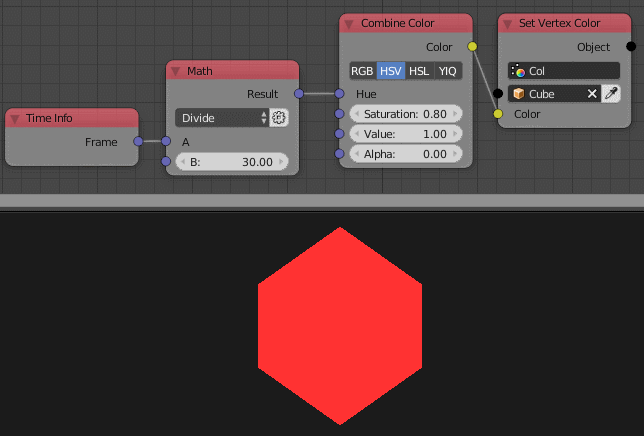 Time Info
Frame
Math
Result
Divide
A
B: 30.00
Combine Color
Color
RGB HSV HSL YIQ
Hue
Saturation: 0.80
Value: 1.00
Alpha: 0.00
Set Vertex Color
Object
Col
Cube
Color